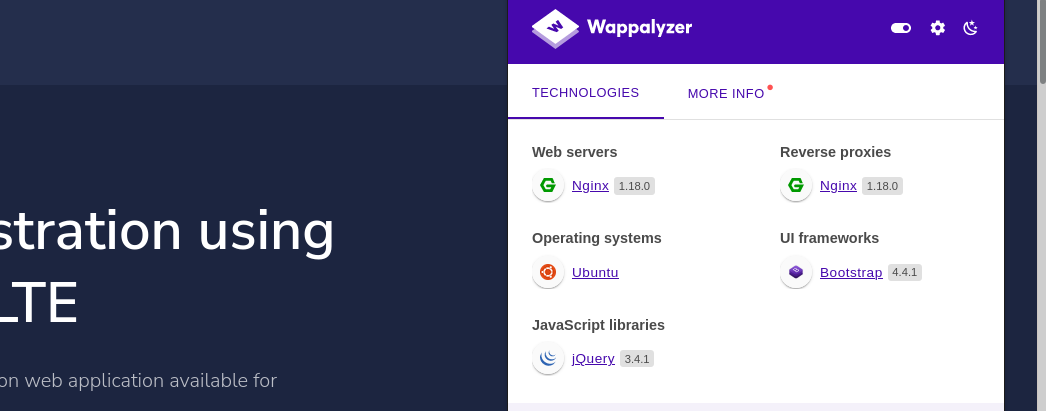 Wappalyzer
TECHNOLOGIES
MORE INFO
Web servers
Nginx 1.18.0
Reverse proxies
Nginx 1.18.0
Operating systems
Ubuntu
UI frameworks
Bootstrap 4.4.1
JavaScript libraries
jQuery 3.4.1
stration using
LTE
on web application available for